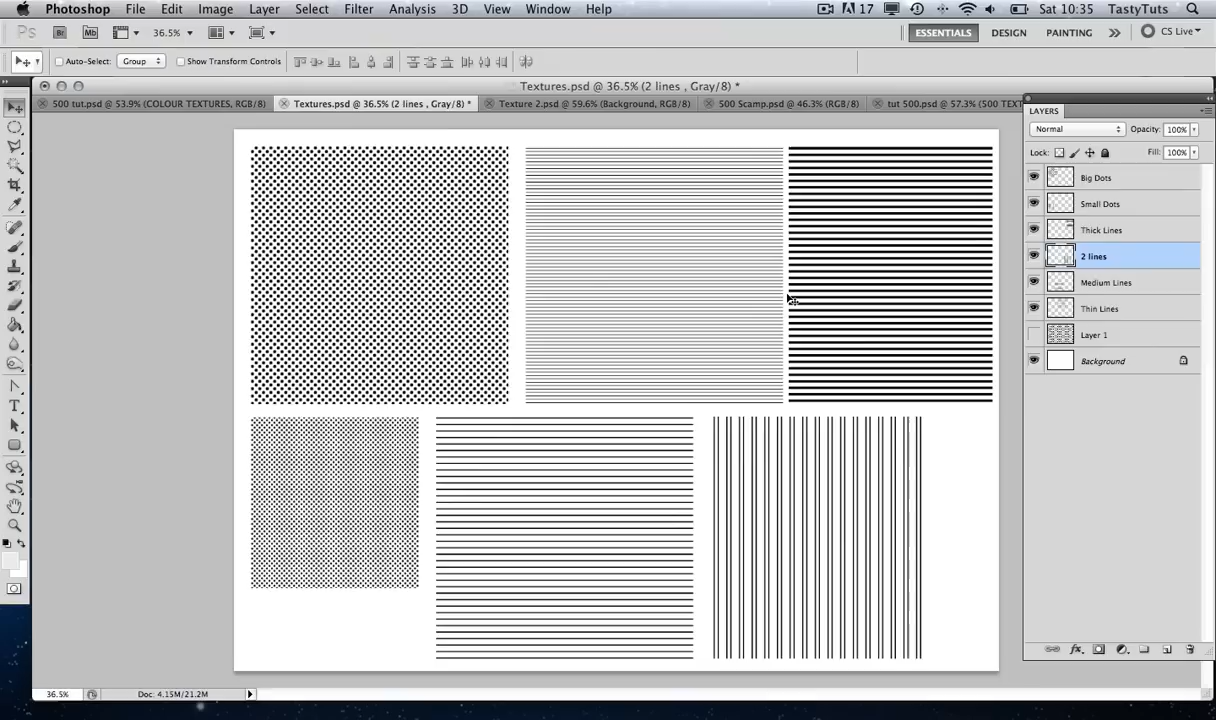 Photoshop File Edit Image Layer Select Filter Analysis 3D View Window Help 17 Sat 10:35 TastyTuts
Ps Br Mb 36.5% ESSENTIALS DESIGN PAINTING CS Live
Auto-Select: Group Show Transform Controls
Textures.psd @ 36.5% (2 lines , Gray/8) *
500 tut.psd @ 53.9% (COLOUR TEXTURES, RGB/8) Textures.psd @ 36.5% (2 lines , Gray/8) * Texture 2.psd @ 59.6% (Background, RGB/8) 500 Scamp.psd @ 46.3% (RGB/8) tut 500.psd @ 57.3% (500 TEXT
LAYERS
Normal Opacity: 100%
Lock: Fill: 100%
Big Dots
Small Dots
Thick Lines
2 lines
Medium Lines
Thin Lines
Layer 1
Background
fx
36.5% Doc: 4.15M/21.2M